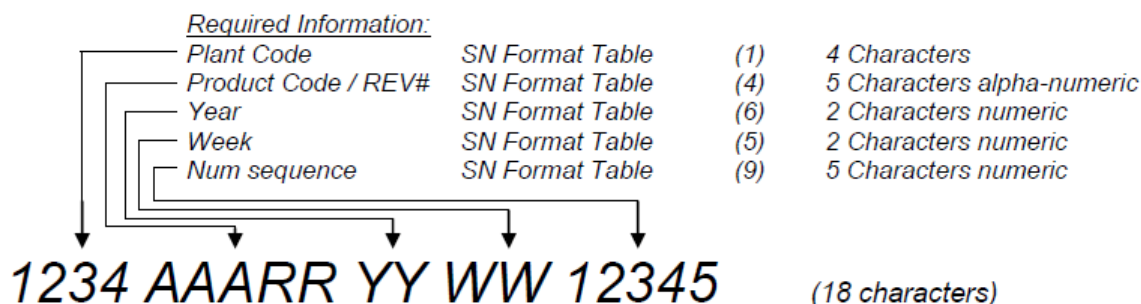 Required Information:
Plant Code SN Format Table (1) 4 Characters
Product Code / REV# SN Format Table (4) 5 Characters alpha-numeric
Year SN Format Table (6) 2 Characters numeric
Week SN Format Table (5) 2 Characters numeric
Num sequence SN Format Table (9) 5 Characters numeric
1234 AAARR YY WW 12345 (18 characters)